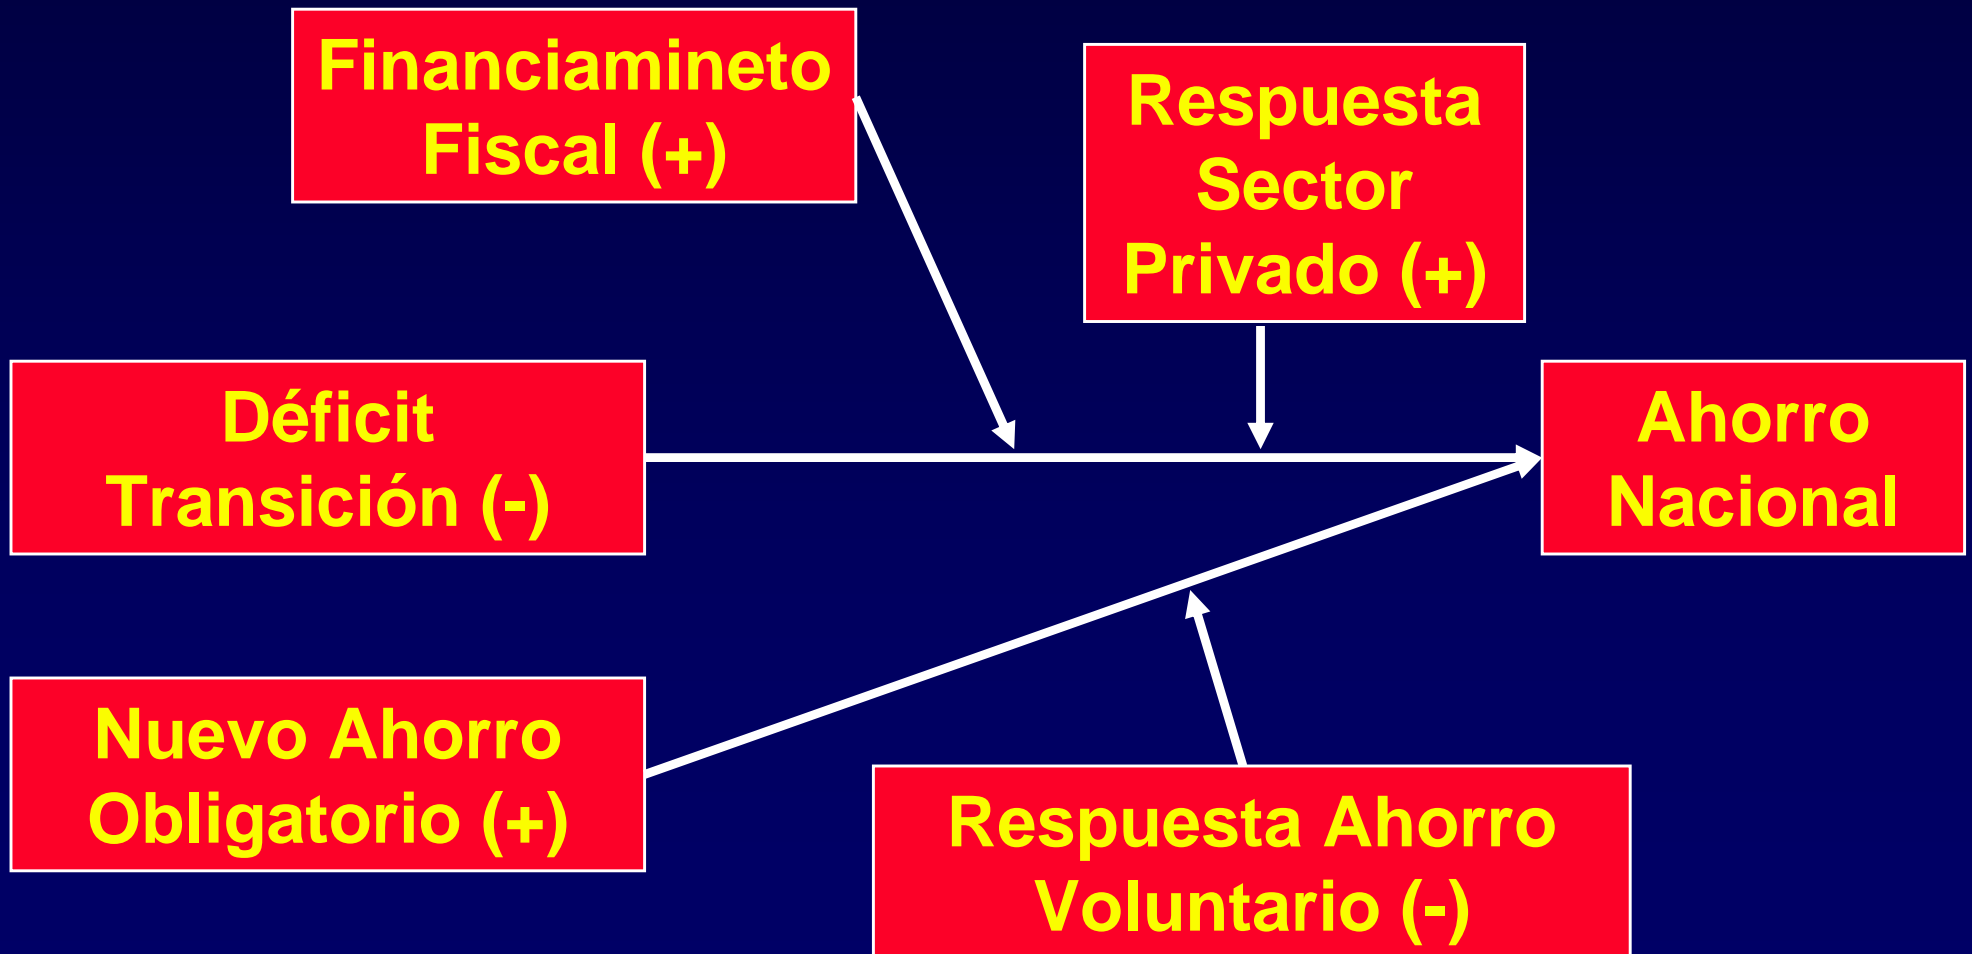 Financiamineto
Fiscal (+)
Respuesta
Sector
Privado (+)
Déficit
Transición (-)
Ahorro
Nacional
Nuevo Ahorro
Obligatorio (+)
Respuesta Ahorro
Voluntario (-)